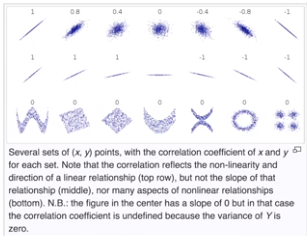 1 0.8 0.4 0 -0.4 -0.8 -1
1 1 1 -1 -1 -1
0 0 0 0 0 0 0
Several sets of (x, y) points, with the correlation coefficient of x and y
for each set. Note that the correlation reflects the non-linearity and
direction of a linear relationship (top row), but not the slope of that
relationship (middle), nor many aspects of nonlinear relationships
(bottom). N.B.: the figure in the center has a slope of 0 but in that case
the correlation coefficient is undefined because the variance of Y is
zero.